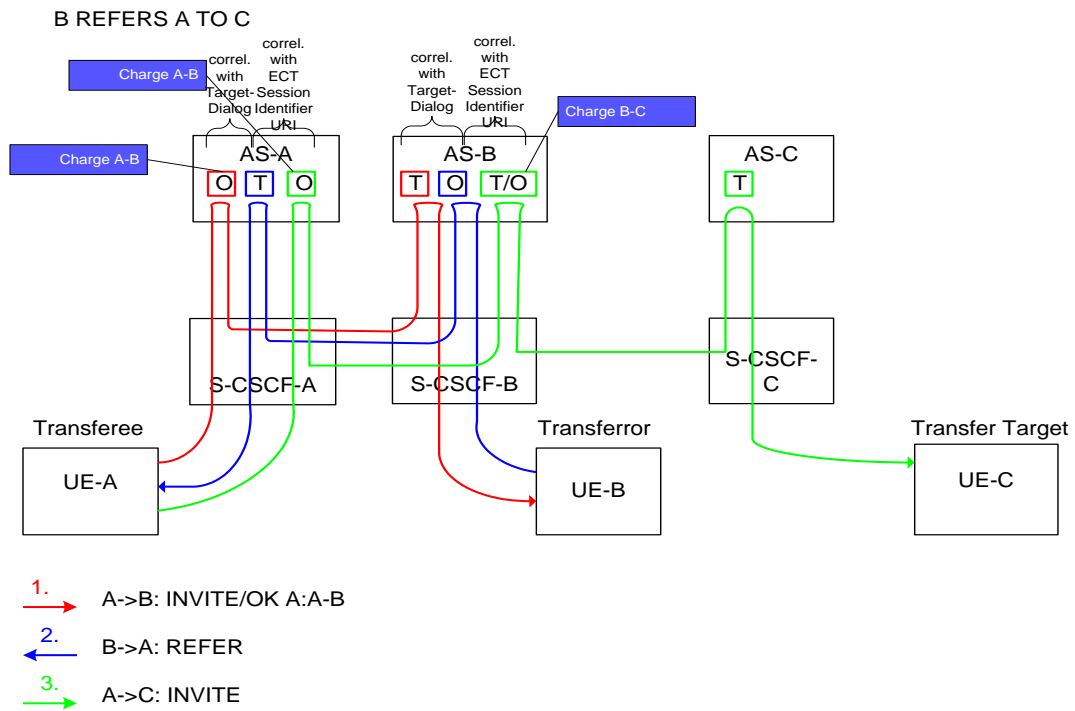 B REFERS A TO C
correl.
with
Target-
Dialog
correl.
with
ECT
Session
Identifier
URI
correl.
with
Target-
Dialog
correl.
with
ECT
Session
Identifier
URI
Charge A-B
Charge B-C
Charge A-B
AS-A
O T O
AS-B
T O T/O
AS-C
T
S-CSCF-A
S-CSCF-B
S-CSCF-
C
Transferee
UE-A
Transferror
UE-B
Transfer Target
UE-C
1.
A->B: INVITE/OK A:A-B
2.
B->A: REFER
3.
A->C: INVITE